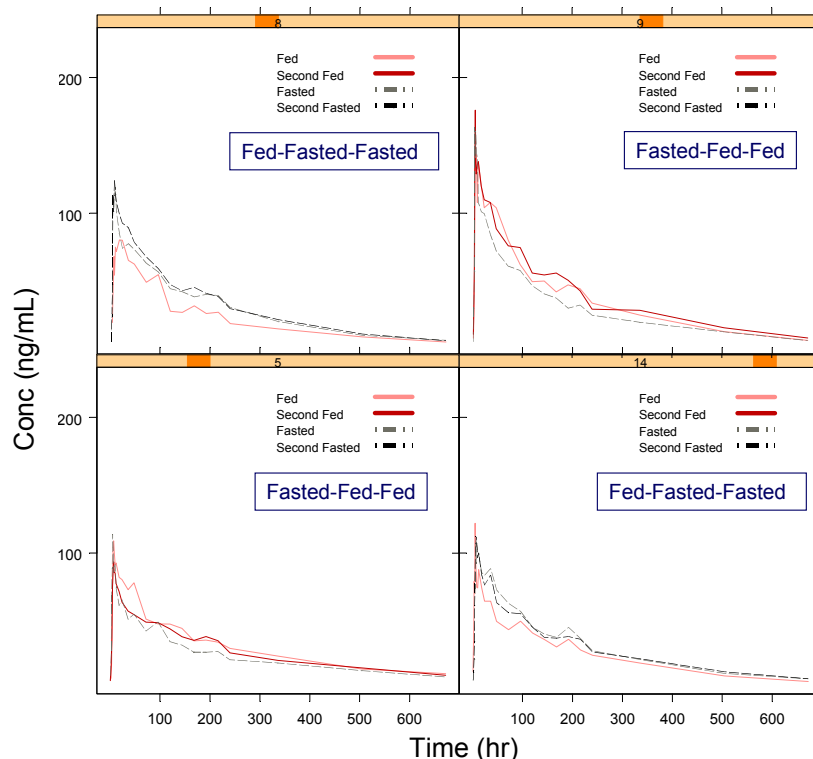 8
9
200
Fed
Second Fed
Fasted
Second Fasted
Fed
Second Fed
Fasted
Second Fasted
Fed-Fasted-Fasted
Fasted-Fed-Fed
100
Conc (ng/mL)
5
14
200
Fed
Second Fed
Fasted
Second Fasted
Fed
Second Fed
Fasted
Second Fasted
Fasted-Fed-Fed
Fed-Fasted-Fasted
100
100 200 300 400 500 600
100 200 300 400 500 600
Time (hr)